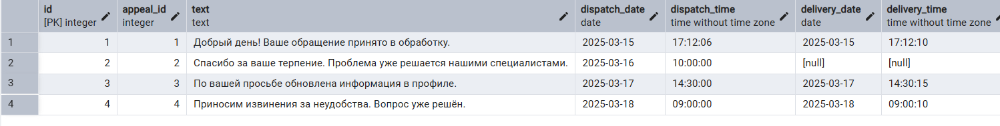 id appeal_id text dispatch_date dispatch_time delivery_date delivery_time
[PK] integer integer text date time without time zone date time without time zone
1 1 1 Добрый день! Ваше обращение принято в обработку. 2025-03-15 17:12:06 2025-03-15 17:12:10
2 2 2 Спасибо за ваше терпение. Проблема уже решается нашими специалистами. 2025-03-16 10:00:00 [null] [null]
3 3 3 По вашей просьбе обновлена информация в профиле. 2025-03-17 14:30:00 2025-03-17 14:30:15
4 4 4 Приносим извинения за неудобства. Вопрос уже решён. 2025-03-18 09:00:00 2025-03-18 09:00:10